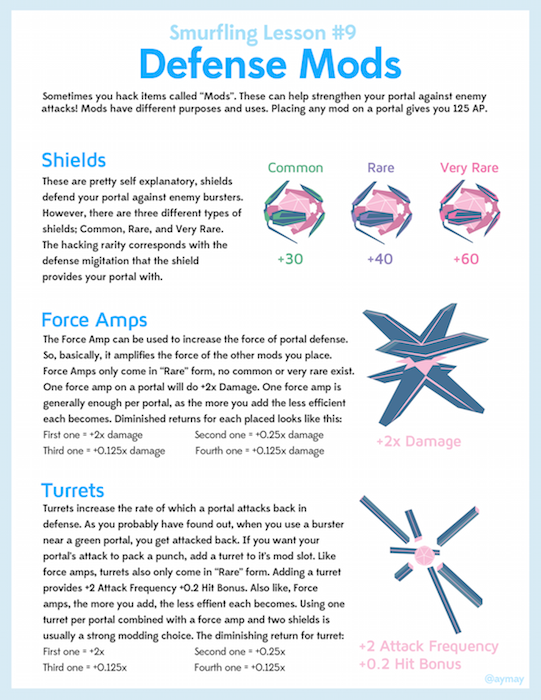 Smurfling Lesson #9
Defense Mods
Sometimes you hack items called "Mods". These can help strengthen your portal against enemy
attacks! Mods have different purposes and uses. Placing any mod on a portal gives you 125 AP.
Shields
These are pretty self explanatory, shields
defend your portal against enemy bursters.
However, there are three different types of
shields; Common, Rare, and Very Rare.
The hacking rarity corresponds with the
defense migitation that the shield
provides your portal with.
Common Rare Very Rare
+30 +40 +60
Force Amps
The Force Amp can be used to increase the force of portal defense.
So, basically, it amplifies the force of the other mods you place.
Force Amps only come in "Rare" form, no common or very rare exist.
One force amp on a portal will do +2x Damage. One force amp is
generally enough per portal, as the more you add the less efficient
each becomes. Diminished returns for each placed looks like this:
First one = +2x damage Second one = +0.25x damage
Third one = +0.125x damage Fourth one = +0.125x damage
+2x Damage
Turrets
Turrets increase the rate of which a portal attacks back in
defense. As you probably have found out, when you use a burster
near a green portal, you get attacked back. If you want your
portal's attack to pack a punch, add a turret to it's mod slot. Like
force amps, turrets also only come in "Rare" form. Adding a turret
provides +2 Attack Frequency +0.2 Hit Bonus. Also like, Force
amps, the more you add, the less effient each becomes. Using one
turret per portal combined with a force amp and two shields is
usually a strong modding choice. The diminishing return for turret:
First one = +2x Second one = +0.25x
Third one = +0.125x Fourth one = +0.125x
+2 Attack Frequency
+0.2 Hit Bonus
@aymay